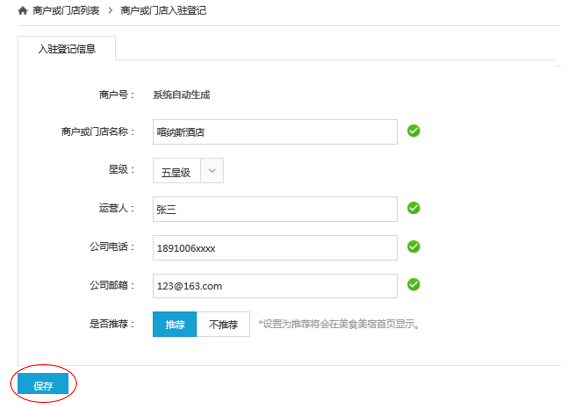 商户或门店列表 > 商户或门店入驻登记
入驻登记信息
商户号： 系统自动生成
商户或门店名称： 喀纳斯酒店
星级： 五星级
运营人： 张三
公司电话： 1891006xxxx
公司邮箱： 123@163.com
是否推荐： 推荐 不推荐 *设置为推荐将会在美食美宿首页显示。
保存